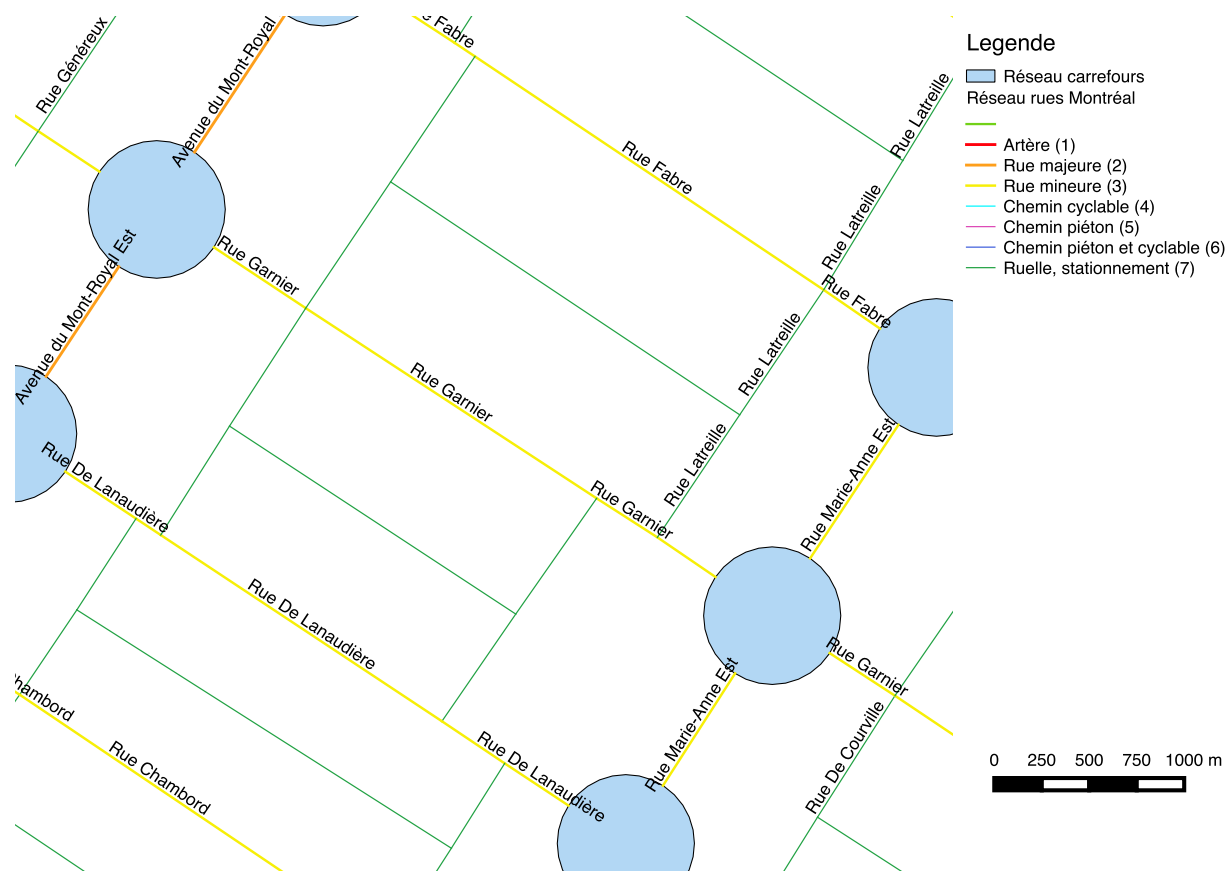 Rue Généreux
Avenue du Mont-Royal
Fabre
Rue Fabre
Rue Latreille
Rue Latreille
Rue Fabre
Avenue du Mont-Royal Est
Rue Garnier
Rue Garnier
Rue Latreille
Rue Latreille
Rue Garnier
Rue Marie-Anne Est
Rue De Lanaudière
Rue De Lanaudière
Rue De Lanaudière
Rue Marie-Anne Est
Rue Garnier
Rue De Courville
hambord
Rue Chambord
Legende
Réseau carrefours
Réseau rues Montréal
Artère (1)
Rue majeure (2)
Rue mineure (3)
Chemin cyclable (4)
Chemin piéton (5)
Chemin piéton et cyclable (6)
Ruelle, stationnement (7)
0 250 500 750 1000 m